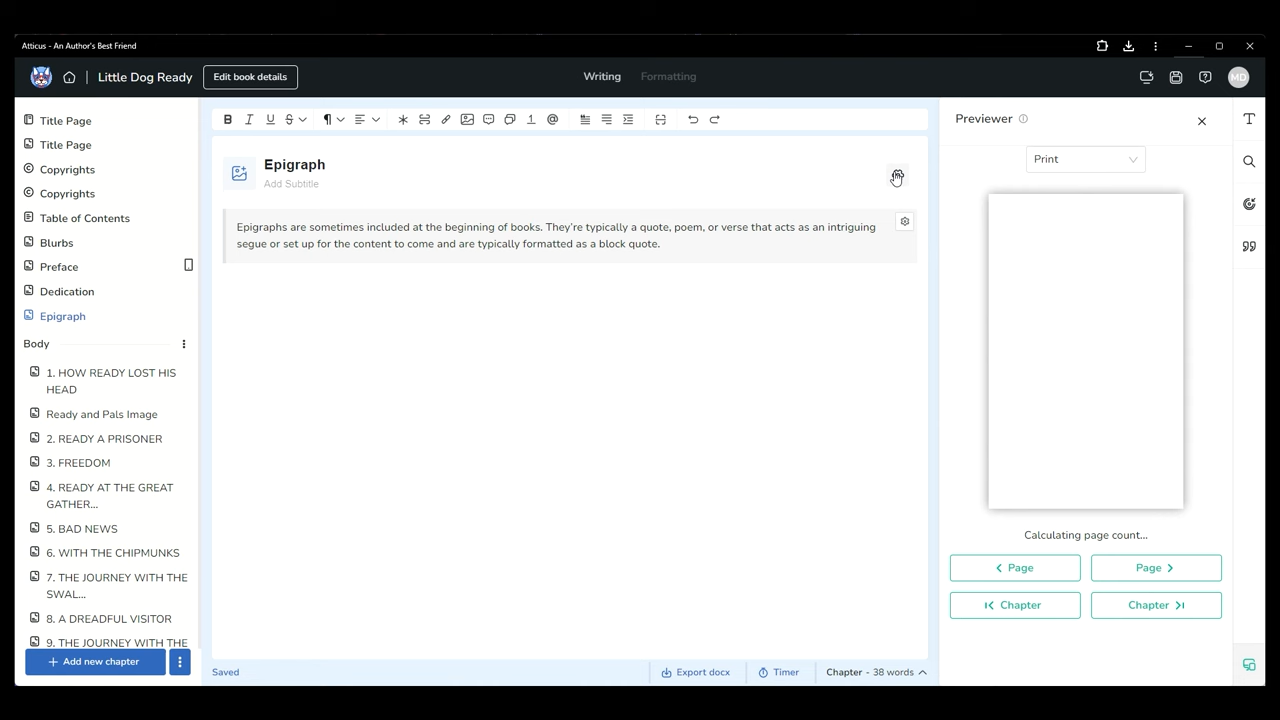 Atticus - An Author's Best Friend
Little Dog Ready
Edit book details
Writing
Formatting
MD
Title Page
Title Page
Copyrights
Copyrights
Table of Contents
Blurbs
Preface
Dedication
Epigraph
Body
1. HOW READY LOST HIS
HEAD
Ready and Pals Image
2. READY A PRISONER
3. FREEDOM
4. READY AT THE GREAT
GATHER...
5. BAD NEWS
6. WITH THE CHIPMUNKS
7. THE JOURNEY WITH THE
SWAL...
8. A DREADFUL VISITOR
9. THE JOURNEY WITH THE
+ Add new chapter
B I U S
Epigraph
Add Subtitle
Epigraphs are sometimes included at the beginning of books. They're typically a quote, poem, or verse that acts as an intriguing
segue or set up for the content to come and are typically formatted as a block quote.
Saved
Export docx
Timer
Chapter - 38 words
Previewer
Print
Calculating page count...
Page
Page
Chapter
Chapter
T